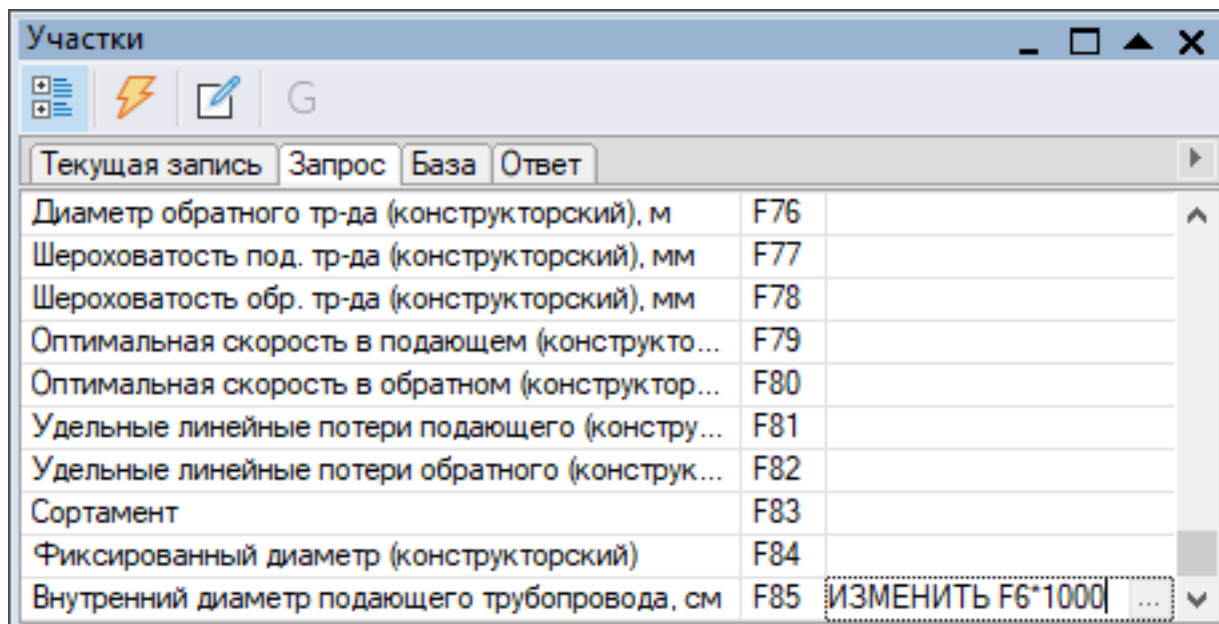 Участки
G
Текущая запись Запрос База Ответ
Диаметр обратного тр-да (конструкторский), м F76
Шероховатость под. тр-да (конструкторский), мм F77
Шероховатость обр. тр-да (конструкторский), мм F78
Оптимальная скорость в подающем (конструкто... F79
Оптимальная скорость в обратном (конструктор... F80
Удельные линейные потери подающего (констру... F81
Удельные линейные потери обратного (конструк... F82
Сортамент F83
Фиксированный диаметр (конструкторский) F84
Внутренний диаметр подающего трубопровода, см F85 ИЗМЕНИТЬ F6*1000 ...